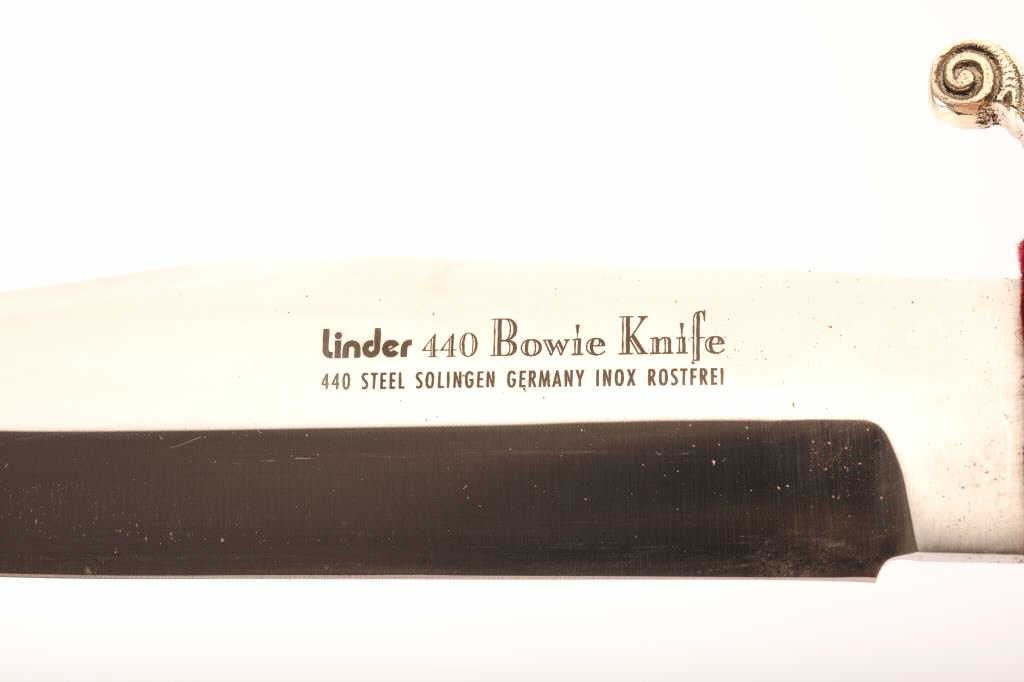 Linder 440 Bowie Knife
440 STEEL SOLINGEN GERMANY INOX ROSTFREI